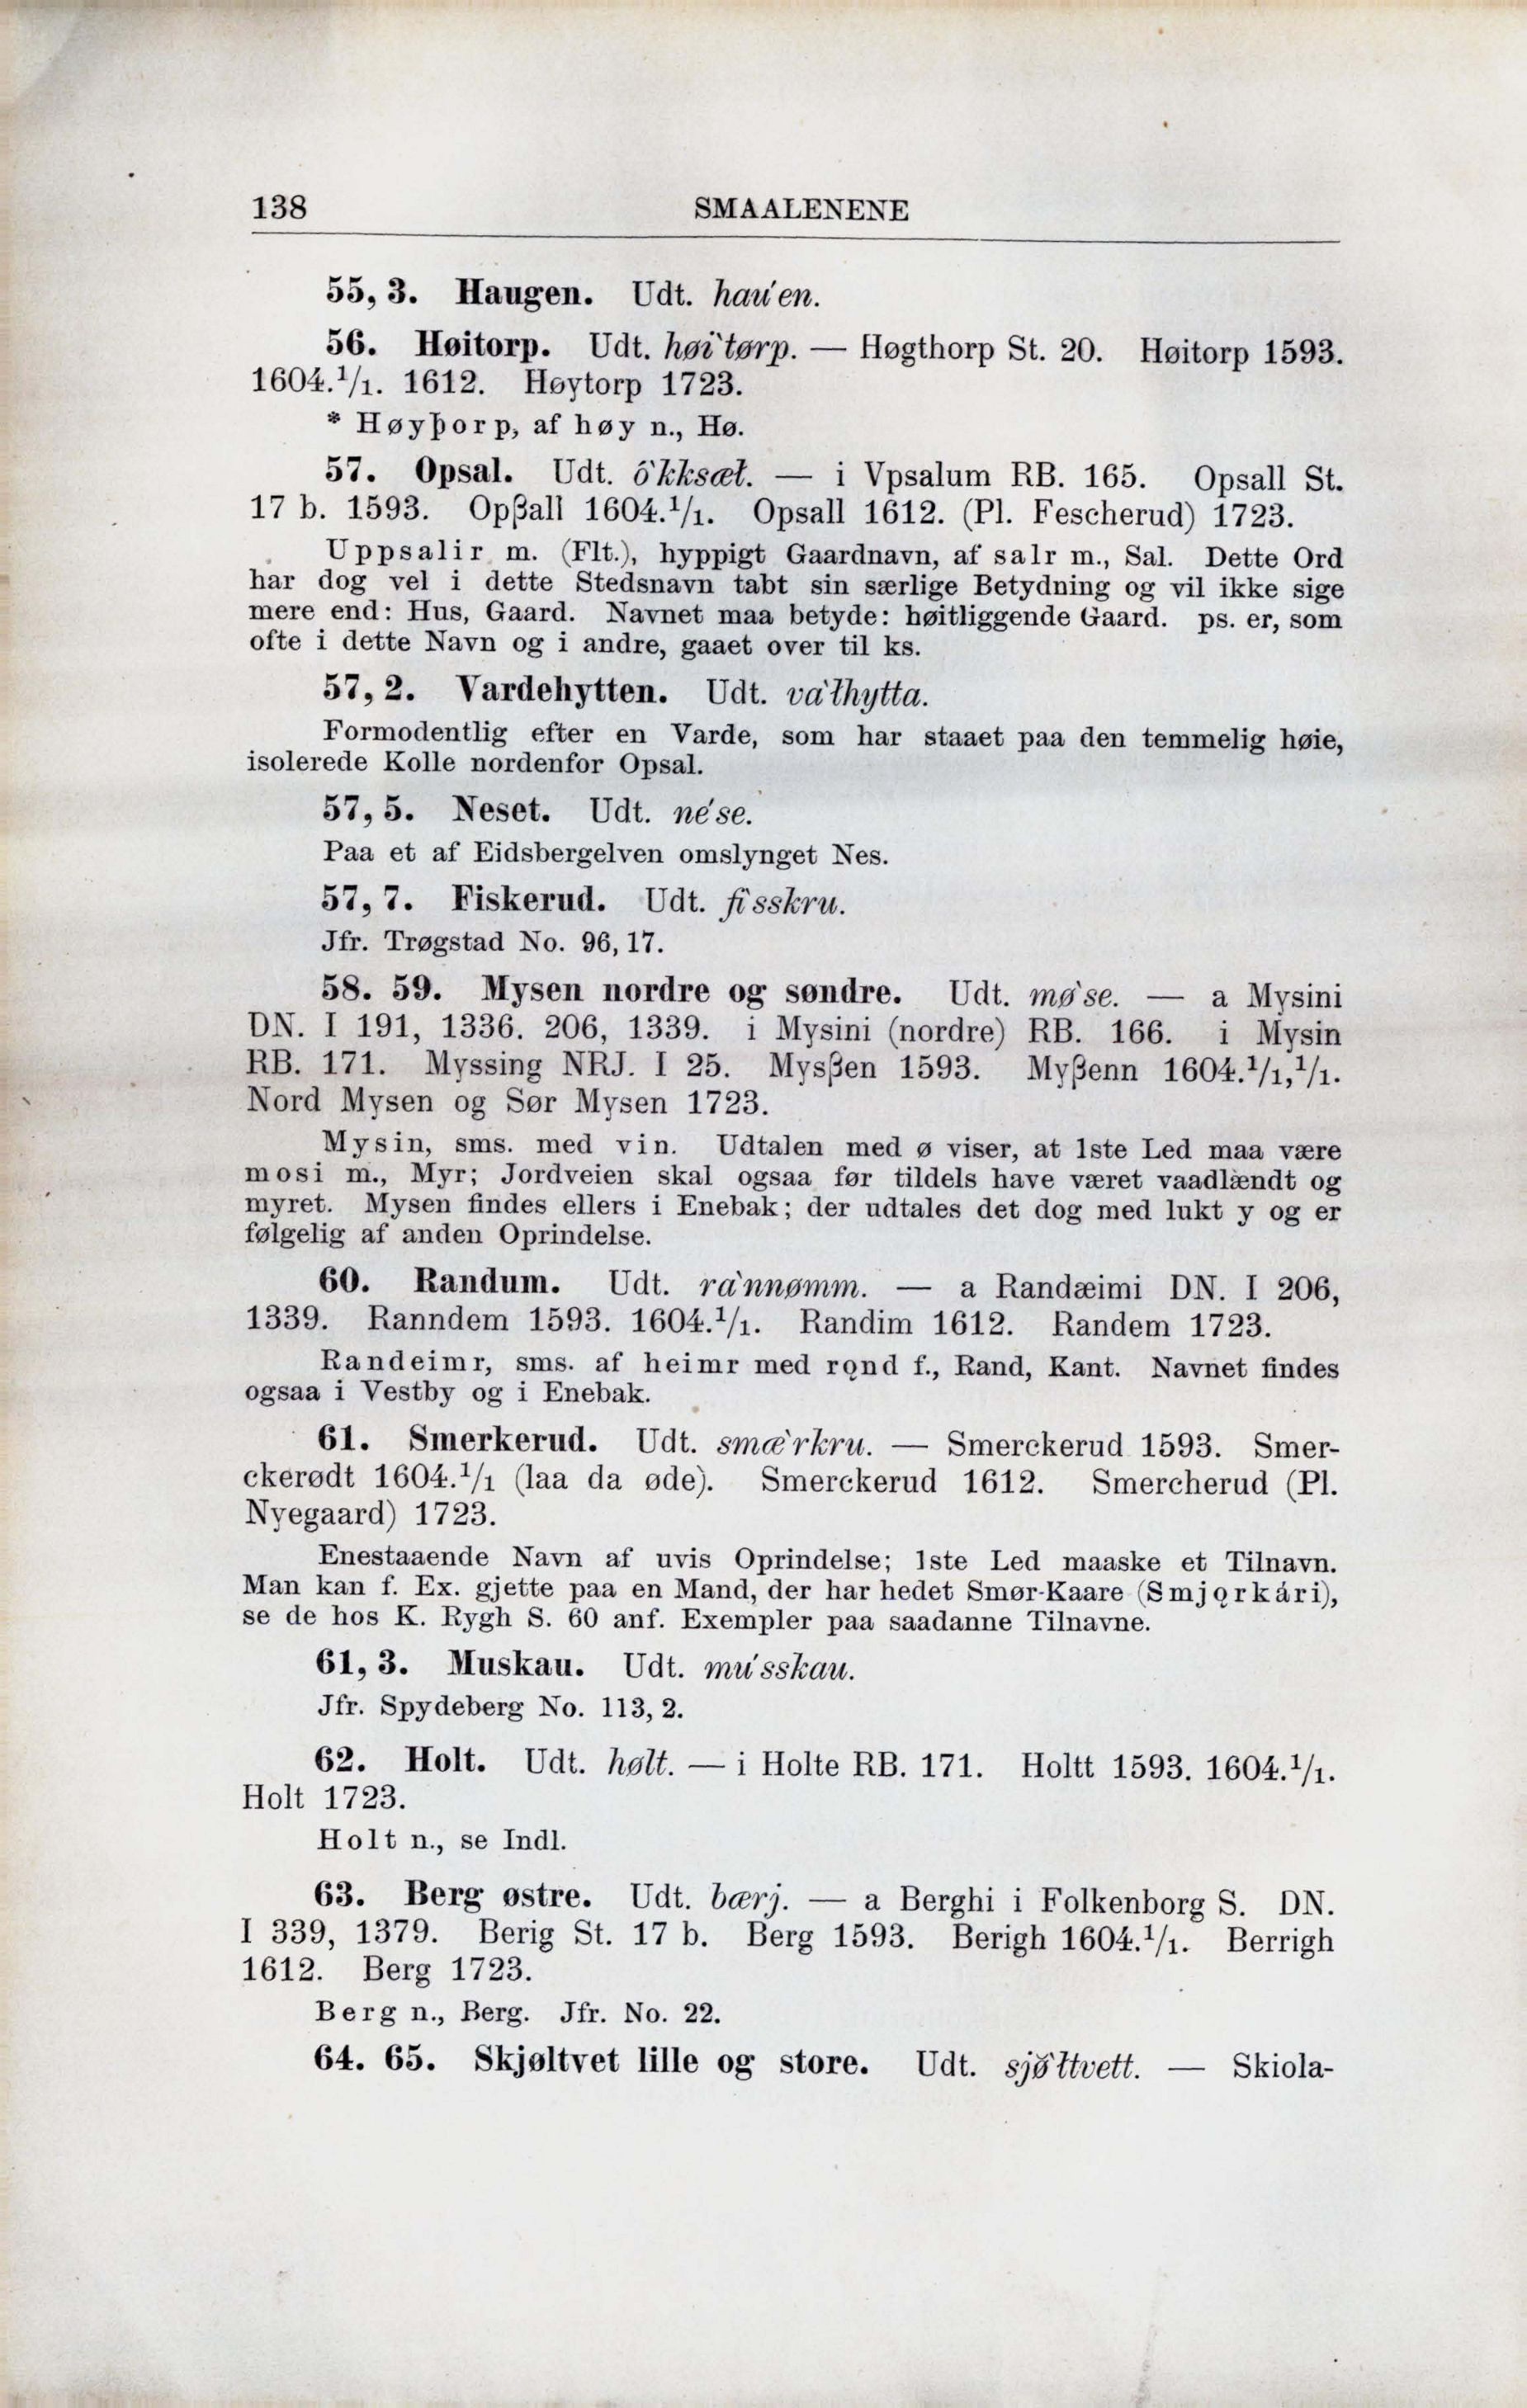 138 SMAALENENE
55, 3. Haugen. Udt. hau'en.
56. Høitorp. Udt. høi`tørp. — Høgthorp St. 20. Høitorp 1593.
1604.¹/₁. 1612. Høytorp 1723.
* Høyþorp, af høy n., Hø.
57. Opsal. Udt. ò`kksæł. — i Vpsalum RB. 165. Opsall St.
17 b. 1593. Opßall 1604.¹/₁. Opsall 1612. (Pl. Fescherud) 1723.
Uppsalir m. (Flt.), hyppigt Gaardnavn, af salr m., Sal. Dette Ord
har dog vel i dette Stedsnavn tabt sin særlige Betydning og vil ikke sige
mere end: Hus, Gaard. Navnet maa betyde: høitliggende Gaard. ps. er, som
ofte i dette Navn og i andre, gaaet over til ks.
57, 2. Vardehytten. Udt. va`łhytta.
Formodentlig efter en Varde, som har staaet paa den temmelig høie,
isolerede Kolle nordenfor Opsal.
57, 5. Neset. Udt. ne'se.
Paa et af Eidsbergelven omslynget Nes.
57, 7. Fiskerud. Udt. fi`sskru.
Jfr. Trøgstad No. 96, 17.
58. 59. Mysen nordre og søndre. Udt. mø`se. — a Mysini
DN. I 191, 1336. 206, 1339. i Mysini (nordre) RB. 166. i Mysin
RB. 171. Myssing NRJ. I 25. Mysßen 1593. Myßenn 1604.¹/₁,¹/₁.
Nord Mysen og Sør Mysen 1723.
Mysin, sms. med vin. Udtalen med ø viser, at 1ste Led maa være
mosi m., Myr; Jordveien skal ogsaa før tildels have været vaadlændt og
myret. Mysen findes ellers i Enebak; der udtales det dog med lukt y og er
følgelig af anden Oprindelse.
60. Randum. Udt. ra`nnømm. — a Randæimi DN. I 206,
1339. Ranndem 1593. 1604.¹/₁. Randim 1612. Randem 1723.
Randeimr, sms. af heimr med rǫnd f., Rand, Kant. Navnet findes
ogsaa i Vestby og i Enebak.
61. Smerkerud. Udt. smæ`rkru. — Smerckerud 1593. Smer-
ckerødt 1604.¹/₁ (laa da øde). Smerckerud 1612. Smercherud (Pl.
Nyegaard) 1723.
Enestaaende Navn af uvis Oprindelse; 1ste Led maaske et Tilnavn.
Man kan f. Ex. gjette paa en Mand, der har hedet Smør-Kaare (Smjǫrkári),
se de hos K. Rygh S. 60 anf. Exempler paa saadanne Tilnavne.
61, 3. Muskau. Udt. mu'sskau.
Jfr. Spydeberg No. 113, 2.
62. Holt. Udt. hølt. — i Holte RB. 171. Holtt 1593. 1604.¹/₁.
Holt 1723.
Holt n., se Indl.
63. Berg østre. Udt. bærj. — a Berghi i Folkenborg S. DN.
I 339, 1379. Berig St. 17 b. Berg 1593. Berigh 1604.¹/₁. Berrigh
1612. Berg 1723.
Berg n., Berg. Jfr. No. 22.
64. 65. Skjøltvet lille og store. Udt. sjø̀`łtvett. — Skiola-